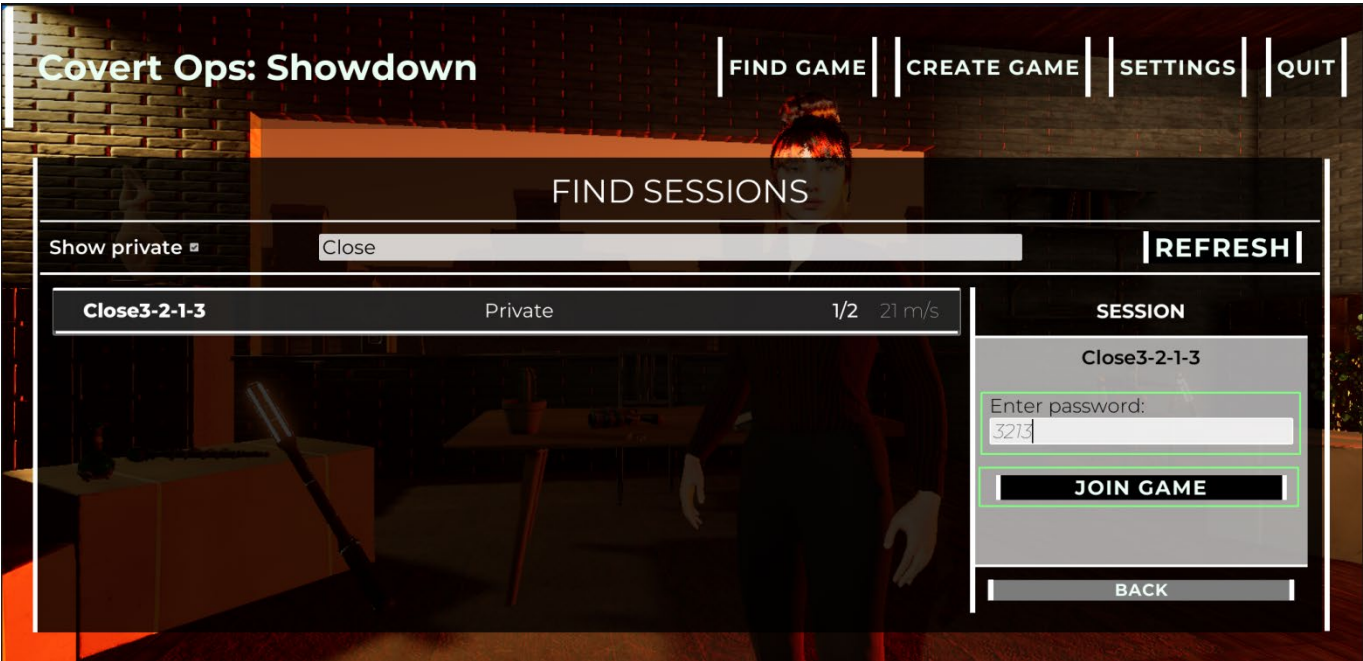 Covert Ops: Showdown
FIND GAME
CREATE GAME
SETTINGS
QUIT
FIND SESSIONS
Show private
Close
REFRESH
Close3-2-1-3 Private 1/2 21 m/s
SESSION
Close3-2-1-3
Enter password:
3213
JOIN GAME
BACK